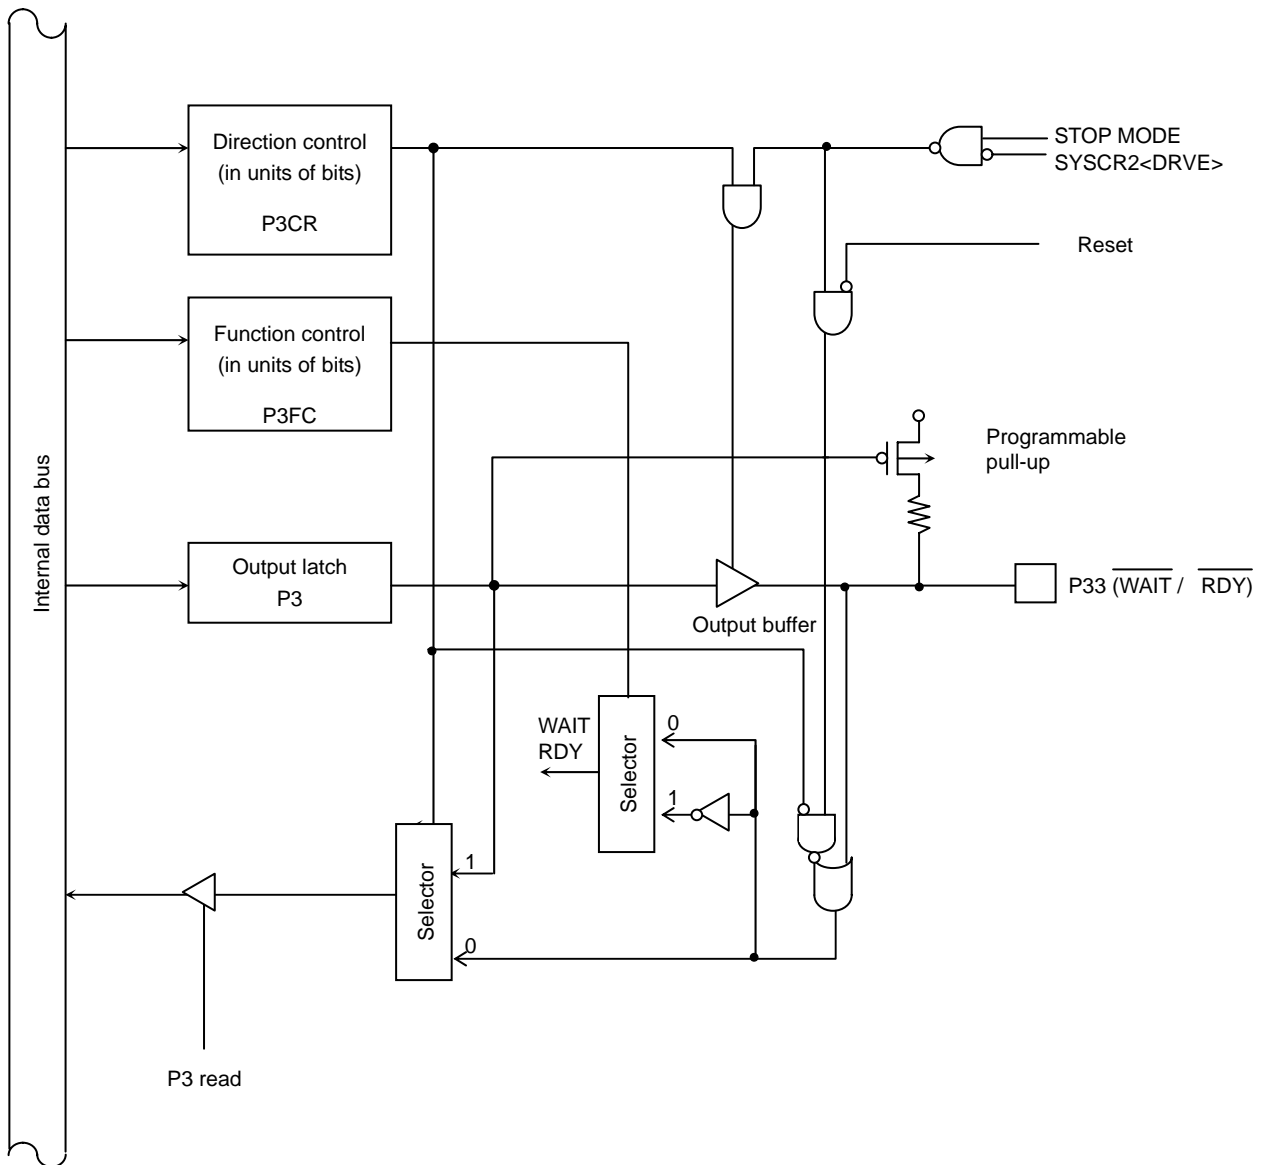 Direction control
(in units of bits)
P3CR
STOP MODE
SYSCR2<DRVE>
Reset
Function control
(in units of bits)
P3FC
Programmable
pull-up
Internal data bus
Output latch
P3
P33 (WAIT / RDY)
Output buffer
WAIT
RDY
Selector
0
1
Selector
1
0
P3 read